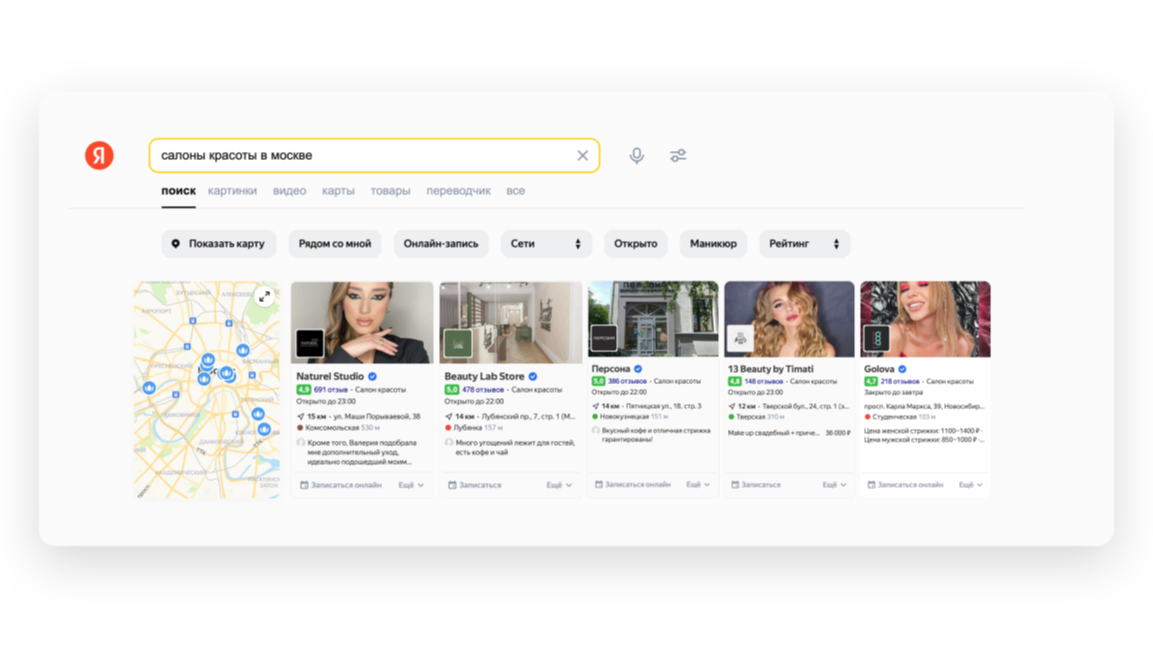 Я
салоны красоты в москве
поиск картинки видео карты товары переводчик все
Показать карту Рядом со мной Онлайн-запись Сети Открыто Маникюр Рейтинг
Naturel Studio
4,9 691 отзыв · Салон красоты
Открыто до 23:00
15 км · ул. Маши Порываевой, 38
Комсомольская 530 м
Кроме того, Валерия подобрала
мне дополнительный уход,
идеально подошедший моим...
Записаться онлайн Ещё
Beauty Lab Store
5,0 478 отзывов · Салон красоты
Открыто до 22:00
14 км · Лубянский пр., 7, стр. 1 (М...
Лубянка 157 м
Много угощений лежит для гостей,
есть кофе и чай
Записаться Ещё
ПЕРСОНА
Персона
5,0 386 отзывов · Салон красоты
Открыто до 22:00
14 км · Пятницкая ул., 18, стр. 3
Новокузнецкая 151 м
Вкусный кофе и отличная стрижка
гарантированы!
Записаться онлайн Ещё
13 Beauty by Timati
4,8 148 отзывов · Салон красоты
Открыто до 23:00
12 км · Тверской бул., 24, стр. 1 (э...
Тверская 310 м
Make up свадебный + приче... 36 000 ₽
Записаться Ещё
Golova
4,7 218 отзывов · Салон красоты
Закрыто до завтра
просп. Карла Маркса, 39, Новосибир...
Студенческая 103 м
Цена женской стрижки: 1100–1400 ₽ ·
Цена мужской стрижки: 850–1000 ₽ ·...
Записаться онлайн Ещё